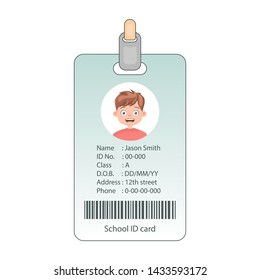 Name : Jason Smith
ID No. : 00-000
Class : A
D.O.B. : DD/MM/YY
Address : 12th street
Phone : 0-00-00-000
School ID card
shutterstock.com · 1433593172